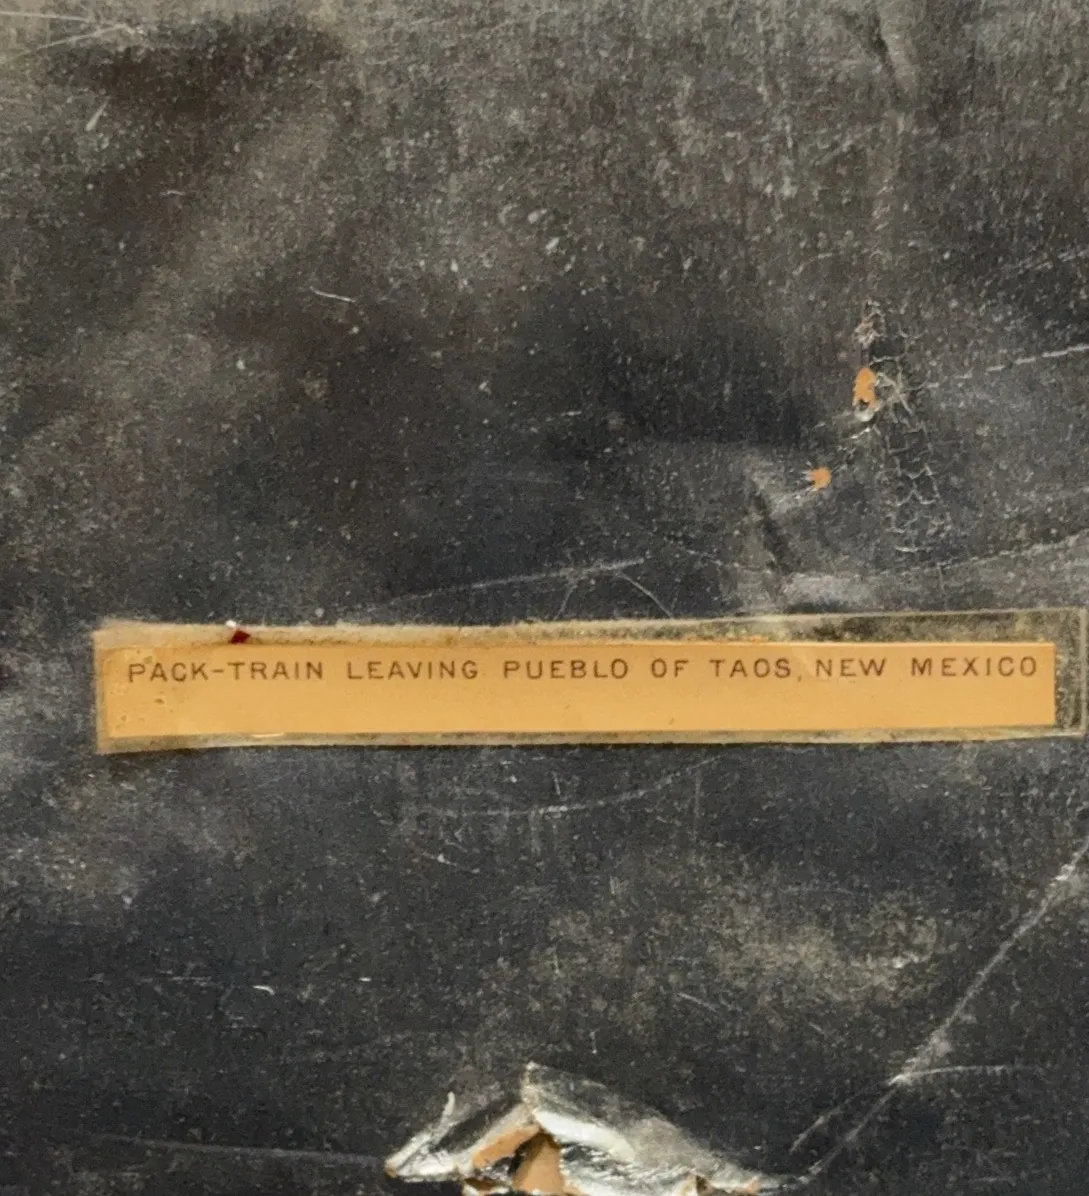 PACK-TRAIN LEAVING PUEBLO OF TAOS, NEW MEXICO